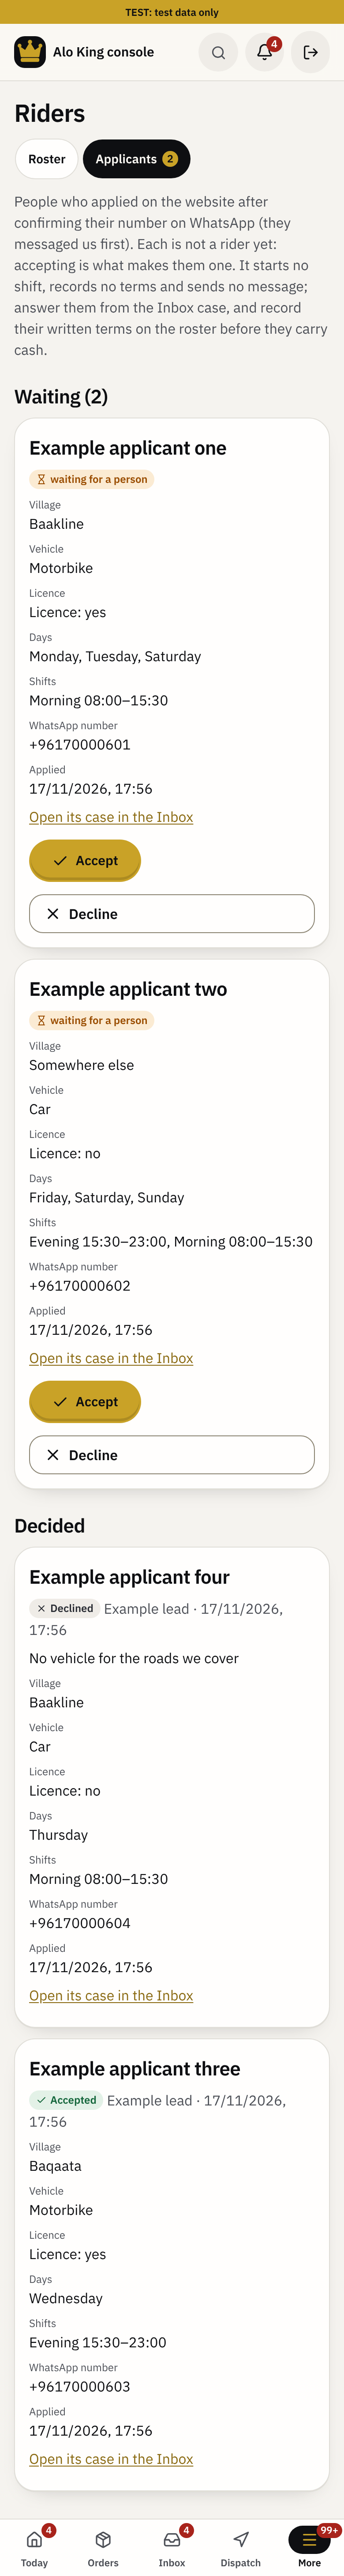 TEST: test data only
Alo King console
4
Riders
Roster
Applicants 2
People who applied on the website after
confirming their number on WhatsApp (they
messaged us first). Each is not a rider yet:
accepting is what makes them one. It starts no
shift, records no terms and sends no message;
answer them from the Inbox case, and record
their written terms on the roster before they carry
cash.
Waiting (2)
Example applicant one
waiting for a person
Village
Baakline
Vehicle
Motorbike
Licence
Licence: yes
Days
Monday, Tuesday, Saturday
Shifts
Morning 08:00–15:30
WhatsApp number
+96170000601
Applied
17/11/2026, 17:56
Open its case in the Inbox
Accept
Decline
Example applicant two
waiting for a person
Village
Somewhere else
Vehicle
Car
Licence
Licence: no
Days
Friday, Saturday, Sunday
Shifts
Evening 15:30–23:00, Morning 08:00–15:30
WhatsApp number
+96170000602
Applied
17/11/2026, 17:56
Open its case in the Inbox
Accept
Decline
Decided
Example applicant four
Declined Example lead · 17/11/2026,
17:56
No vehicle for the roads we cover
Village
Baakline
Vehicle
Car
Licence
Licence: no
Days
Thursday
Shifts
Morning 08:00–15:30
WhatsApp number
+96170000604
Applied
17/11/2026, 17:56
Open its case in the Inbox
Example applicant three
Accepted Example lead · 17/11/2026,
17:56
Village
Baqaata
Vehicle
Motorbike
Licence
Licence: yes
Days
Wednesday
Shifts
Evening 15:30–23:00
WhatsApp number
+96170000603
Applied
17/11/2026, 17:56
Open its case in the Inbox
4
4
99+
Today
Orders
Inbox
Dispatch
More